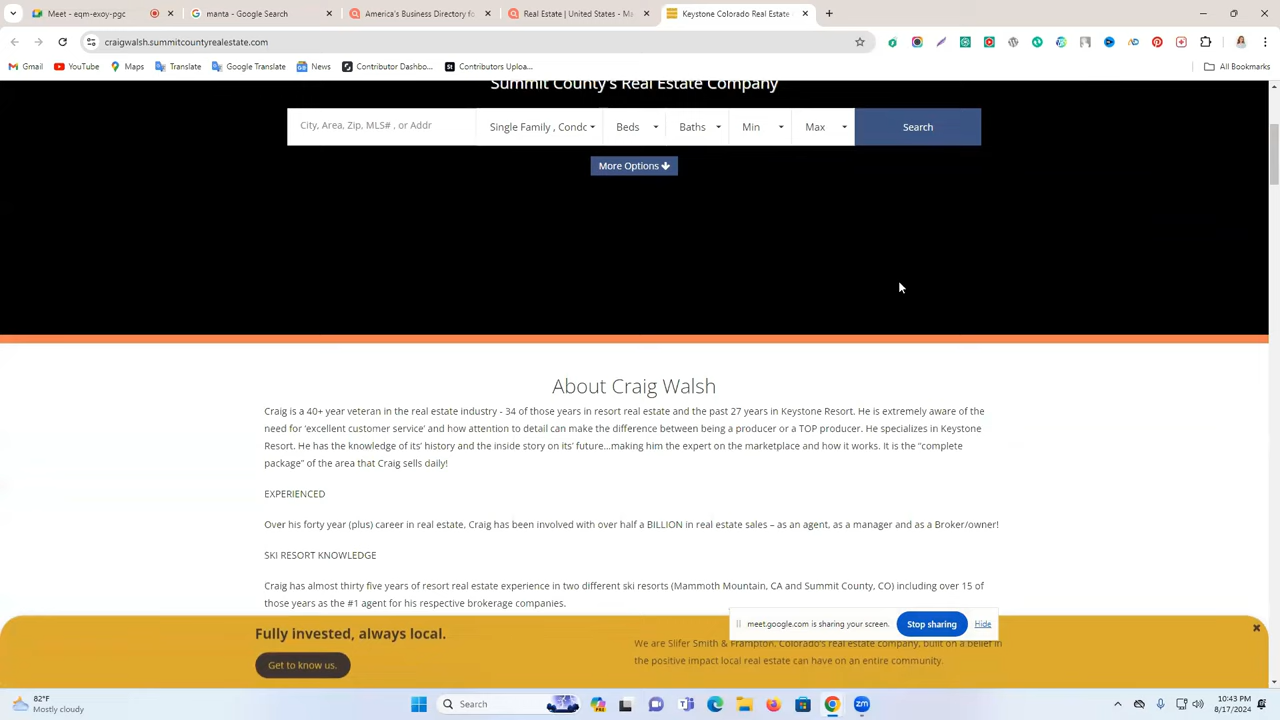 Meet - eqm-exoy-pgc
manta - Google Search
America's Business Directory fo
Real Estate | United States - Ma
Keystone Colorado Real Estate
craigwalsh.summitcountyrealestate.com
Gmail
YouTube
Maps
Translate
Google Translate
News
Contributor Dashbo...
Contributors Uploa...
All Bookmarks
Summit County's Real Estate Company
City, Area, Zip, MLS# , or Addr
Single Family , Condc
Beds
Baths
Min
Max
Search
More Options
About Craig Walsh
Craig is a 40+ year veteran in the real estate industry - 34 of those years in resort real estate and the past 27 years in Keystone Resort. He is extremely aware of the
need for 'excellent customer service' and how attention to detail can make the difference between being a producer or a TOP producer. He specializes in Keystone
Resort. He has the knowledge of its' history and the inside story on its' future...making him the expert on the marketplace and how it works. It is the "complete
package" of the area that Craig sells daily!
EXPERIENCED
Over his forty year (plus) career in real estate, Craig has been involved with over half a BILLION in real estate sales – as an agent, as a manager and as a Broker/owner!
SKI RESORT KNOWLEDGE
Craig has almost thirty five years of resort real estate experience in two different ski resorts (Mammoth Mountain, CA and Summit County, CO) including over 15 of
those years as the #1 agent for his respective brokerage companies.
Fully invested, always local.
Get to know us.
meet.google.com is sharing your screen.
Stop sharing
Hide
We are Slifer Smith & Frampton, Colorado's real estate company, built on a belief in
the positive impact local real estate can have on an entire community.
82°F
Mostly cloudy
Search
10:43 PM
8/17/2024